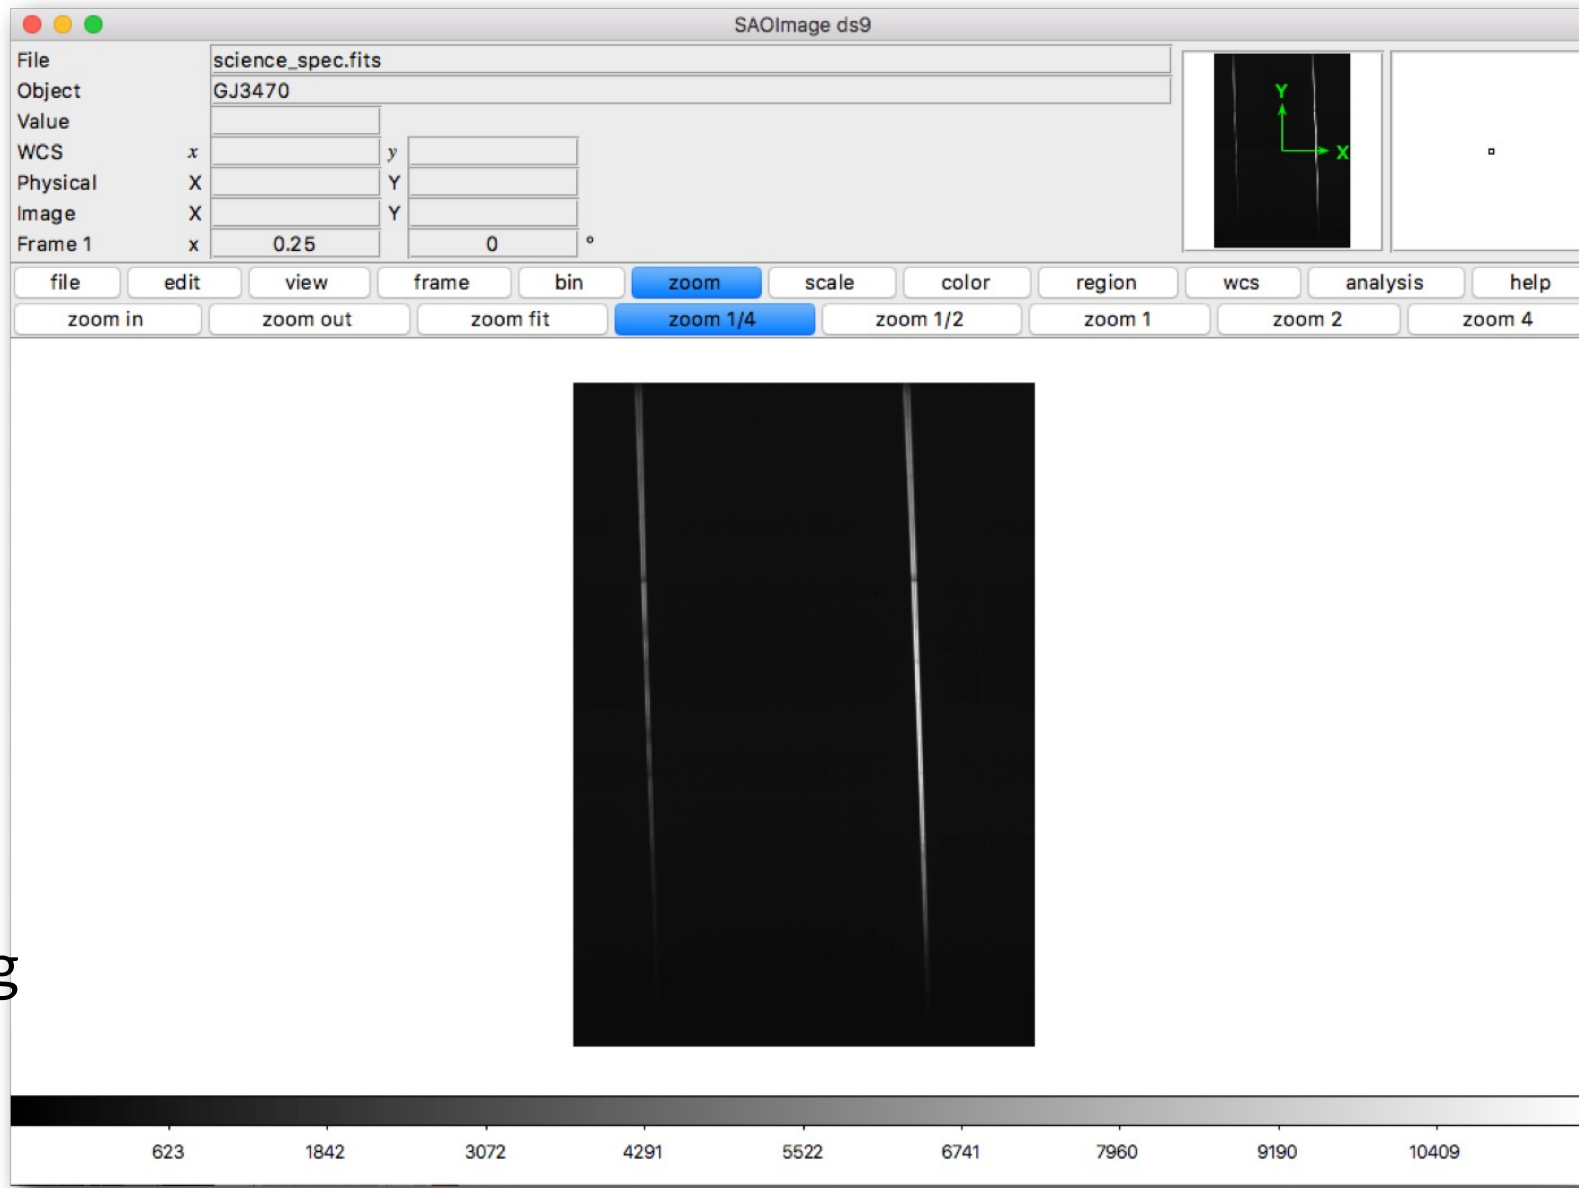 SAOImage ds9
File science_spec.fits
Object GJ3470
Value
WCS x y
Physical X Y
Image X Y
Frame 1 x 0.25 0 °
Y
X
file edit view frame bin zoom scale color region wcs analysis help
zoom in zoom out zoom fit zoom 1/4 zoom 1/2 zoom 1 zoom 2 zoom 4
g
623 1842 3072 4291 5522 6741 7960 9190 10409